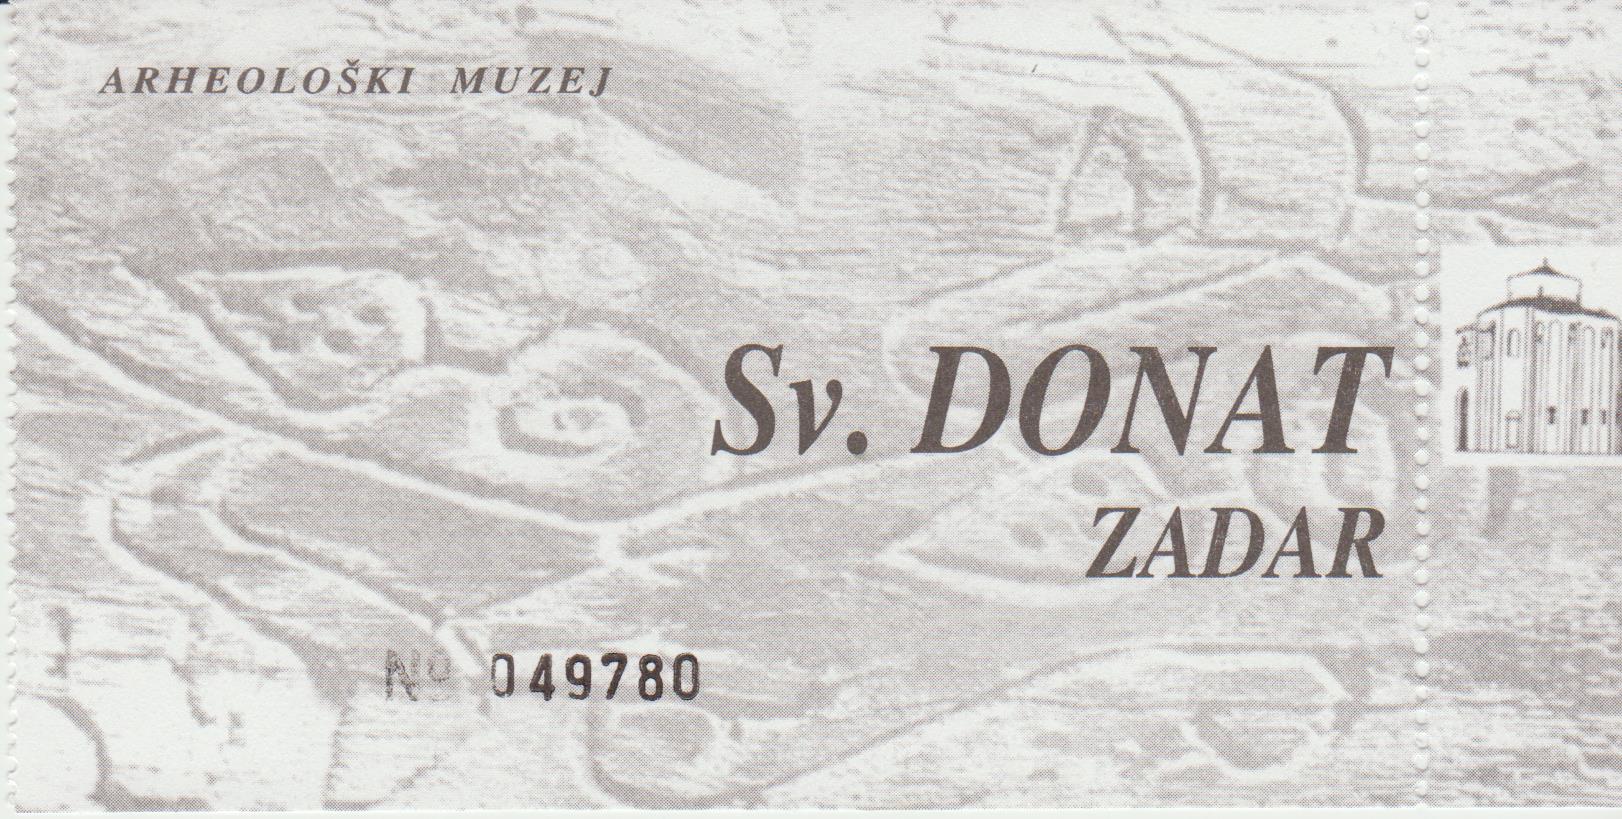 ARHEOLOŠKI MUZEJ
Sv. DONAT
ZADAR
Nº 049780